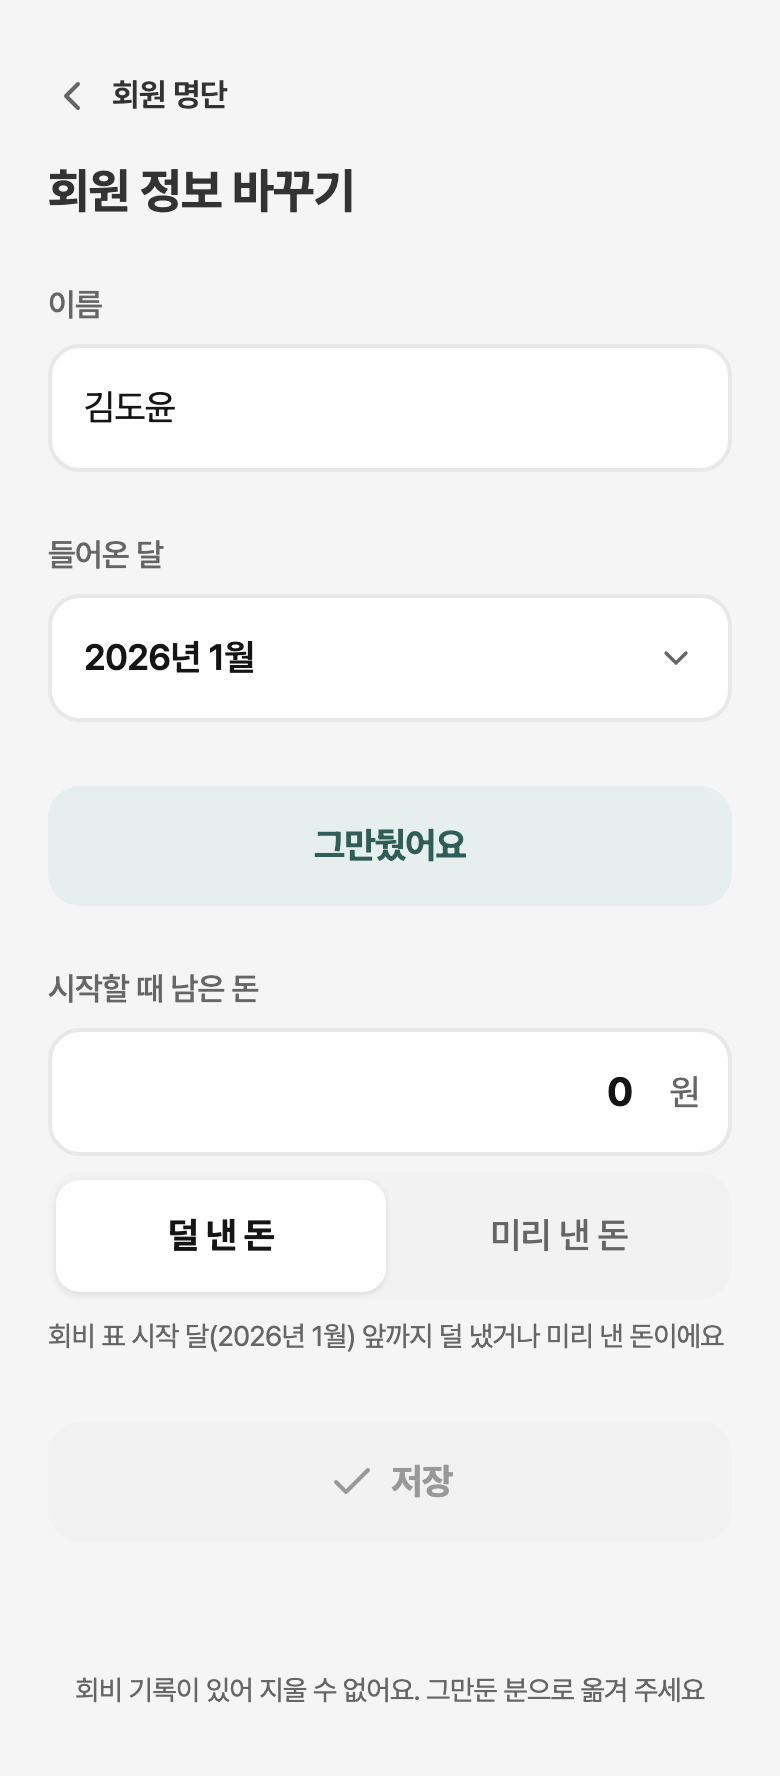 회원 명단
회원 정보 바꾸기
이름
김도윤
들어온 달
2026년 1월
그만뒀어요
시작할 때 남은 돈
0 원
덜 낸 돈 미리 낸 돈
회비 표 시작 달(2026년 1월) 앞까지 덜 냈거나 미리 낸 돈이에요
저장
회비 기록이 있어 지울 수 없어요. 그만둔 분으로 옮겨 주세요